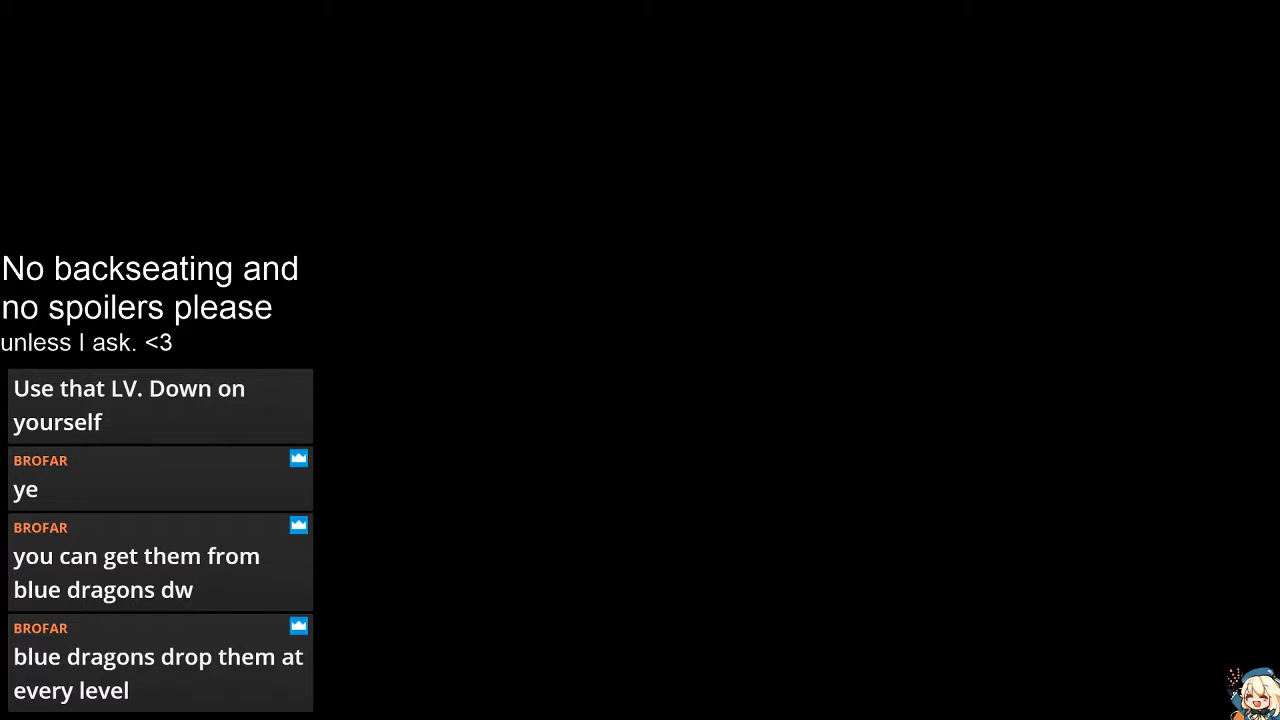 No backseating and
no spoilers please
unless I ask. <3
Use that LV. Down on
yourself
BROFAR
ye
BROFAR
you can get them from
blue dragons dw
BROFAR
blue dragons drop them at
every level